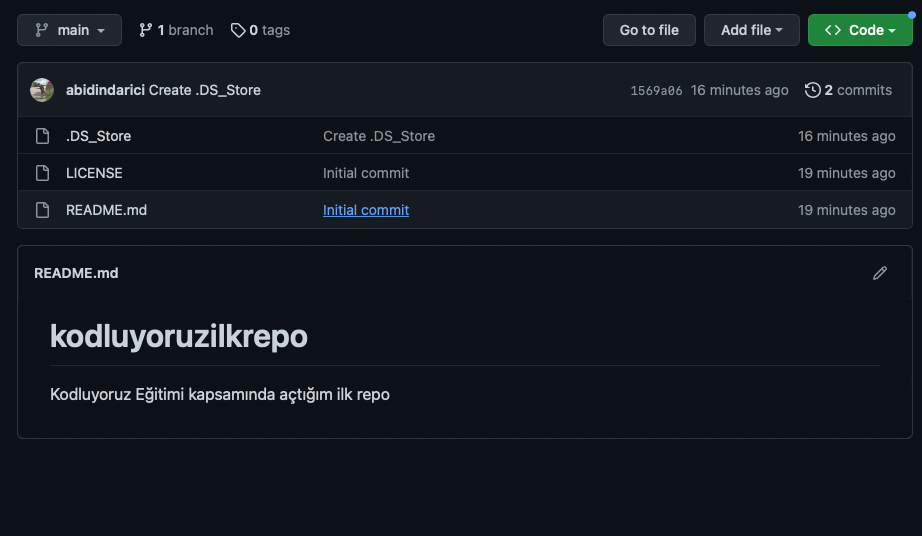 main 1 branch 0 tags Go to file Add file Code
abidindarici Create .DS_Store 1569a06 16 minutes ago 2 commits
.DS_Store Create .DS_Store 16 minutes ago
LICENSE Initial commit 19 minutes ago
README.md Initial commit 19 minutes ago
README.md
kodluyoruzilkrepo
Kodluyoruz Eğitimi kapsamında açtığım ilk repo